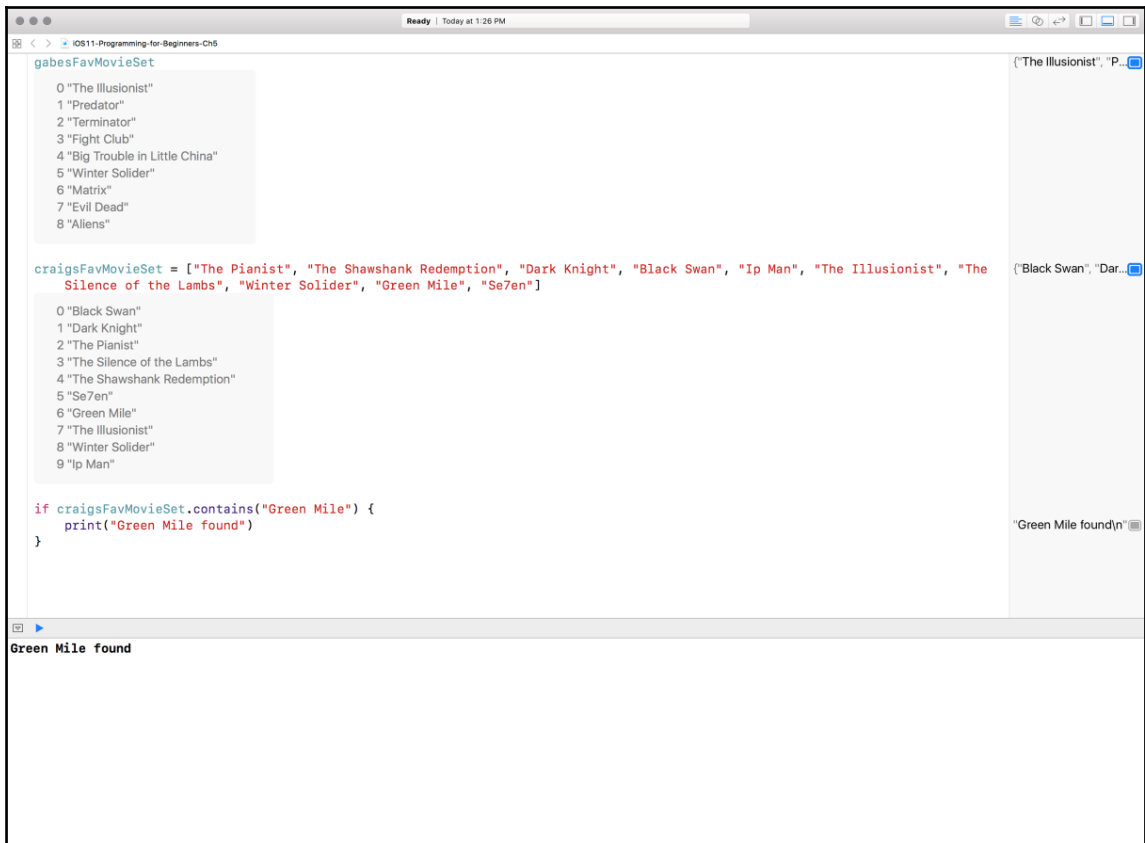 Ready | Today at 1:26 PM
iOS11-Programming-for-Beginners-Ch5
gabesFavMovieSet
{"The Illusionist", "P...
0 "The Illusionist"
1 "Predator"
2 "Terminator"
3 "Fight Club"
4 "Big Trouble in Little China"
5 "Winter Solider"
6 "Matrix"
7 "Evil Dead"
8 "Aliens"
craigsFavMovieSet = ["The Pianist", "The Shawshank Redemption", "Dark Knight", "Black Swan", "Ip Man", "The Illusionist", "The
{"Black Swan", "Dar...
Silence of the Lambs", "Winter Solider", "Green Mile", "Se7en"]
0 "Black Swan"
1 "Dark Knight"
2 "The Pianist"
3 "The Silence of the Lambs"
4 "The Shawshank Redemption"
5 "Se7en"
6 "Green Mile"
7 "The Illusionist"
8 "Winter Solider"
9 "Ip Man"
if craigsFavMovieSet.contains("Green Mile") {
print("Green Mile found")
"Green Mile found\n"
}
Green Mile found